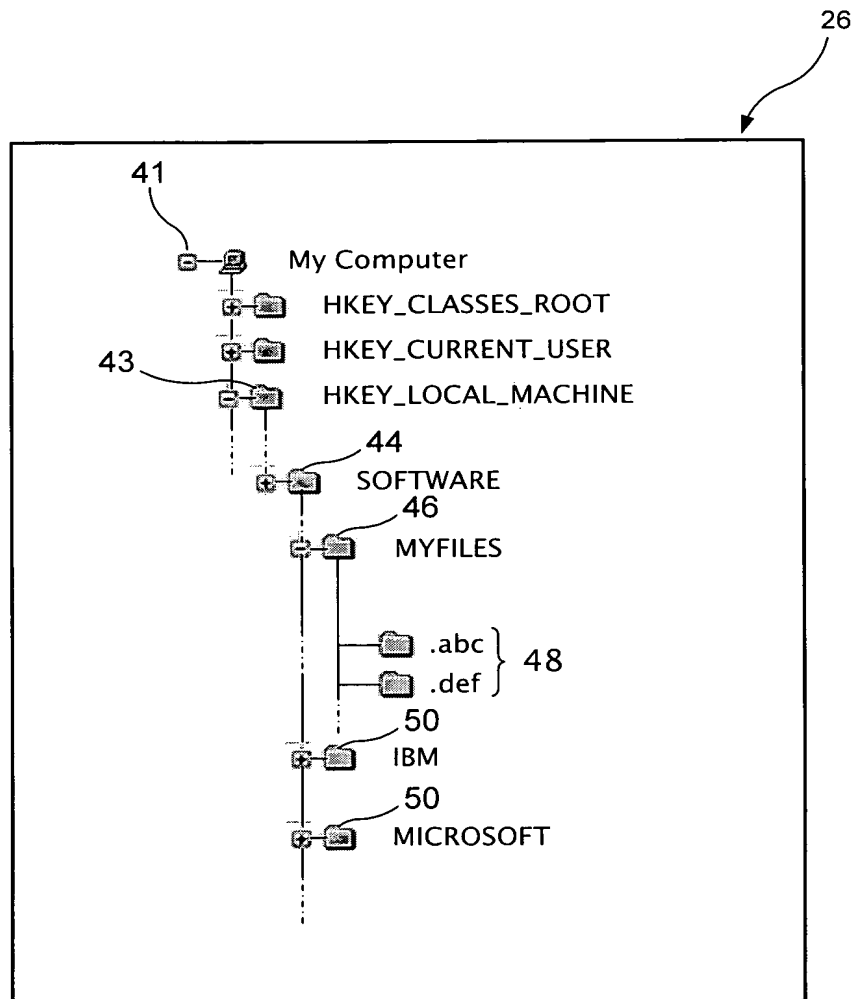 26
41
My Computer
HKEY_CLASSES_ROOT
HKEY_CURRENT_USER
43
HKEY_LOCAL_MACHINE
44
SOFTWARE
46
MYFILES
.abc
48
.def
50
IBM
50
MICROSOFT